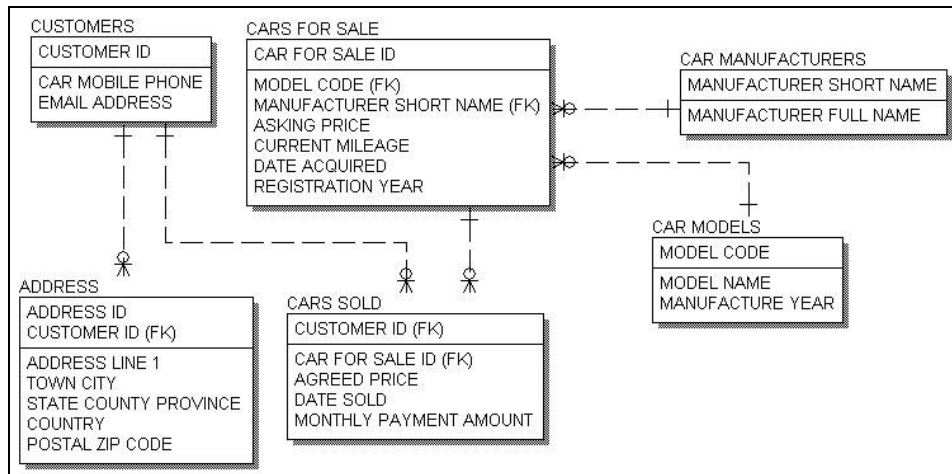 CUSTOMERS
CUSTOMER ID
CAR MOBILE PHONE
EMAIL ADDRESS
CARS FOR SALE
CAR FOR SALE ID
MODEL CODE (FK)
MANUFACTURER SHORT NAME (FK)
ASKING PRICE
CURRENT MILEAGE
DATE ACQUIRED
REGISTRATION YEAR
CAR MANUFACTURERS
MANUFACTURER SHORT NAME
MANUFACTURER FULL NAME
CAR MODELS
MODEL CODE
MODEL NAME
MANUFACTURE YEAR
ADDRESS
ADDRESS ID
CUSTOMER ID (FK)
ADDRESS LINE 1
TOWN CITY
STATE COUNTY PROVINCE
COUNTRY
POSTAL ZIP CODE
CARS SOLD
CUSTOMER ID (FK)
CAR FOR SALE ID (FK)
AGREED PRICE
DATE SOLD
MONTHLY PAYMENT AMOUNT